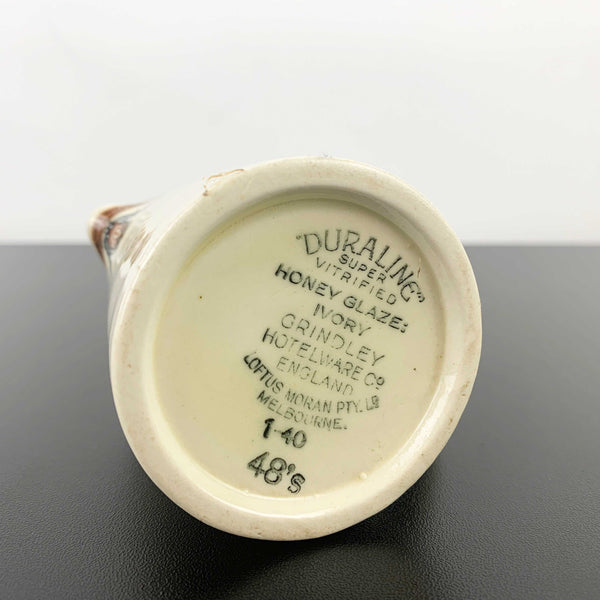 "DURALINE"
SUPER
VITRIFIED
HONEY GLAZE:
IVORY
GRINDLEY
HOTELWARE Co
ENGLAND
LOFTUS MORAN PTY. LD
MELBOURNE.
1-40
48's